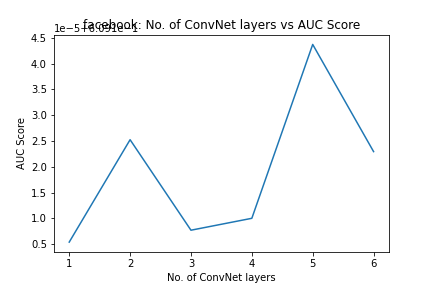 facebook: No. of ConvNet layers vs AUC Score
1e−5+6.091e−1
4.5
4.0
3.5
3.0
2.5
2.0
1.5
1.0
0.5
AUC Score
1 2 3 4 5 6
No. of ConvNet layers